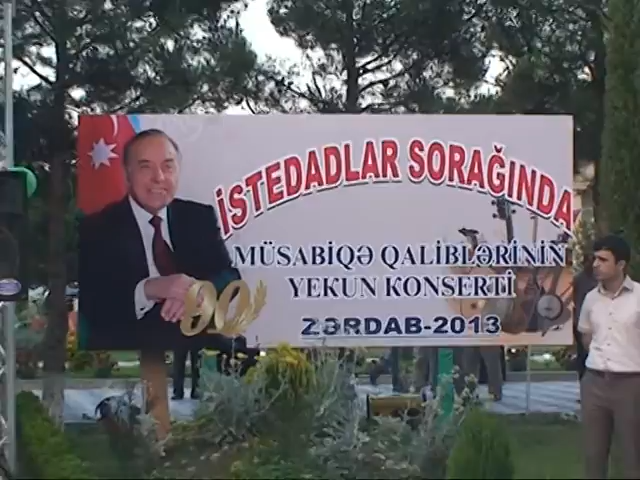 İSTEDADLAR SORAĞINDA
MÜSABİQƏ QALİBLƏRİNİN
YEKUN KONSERTİ
ZƏRDAB-2013
90